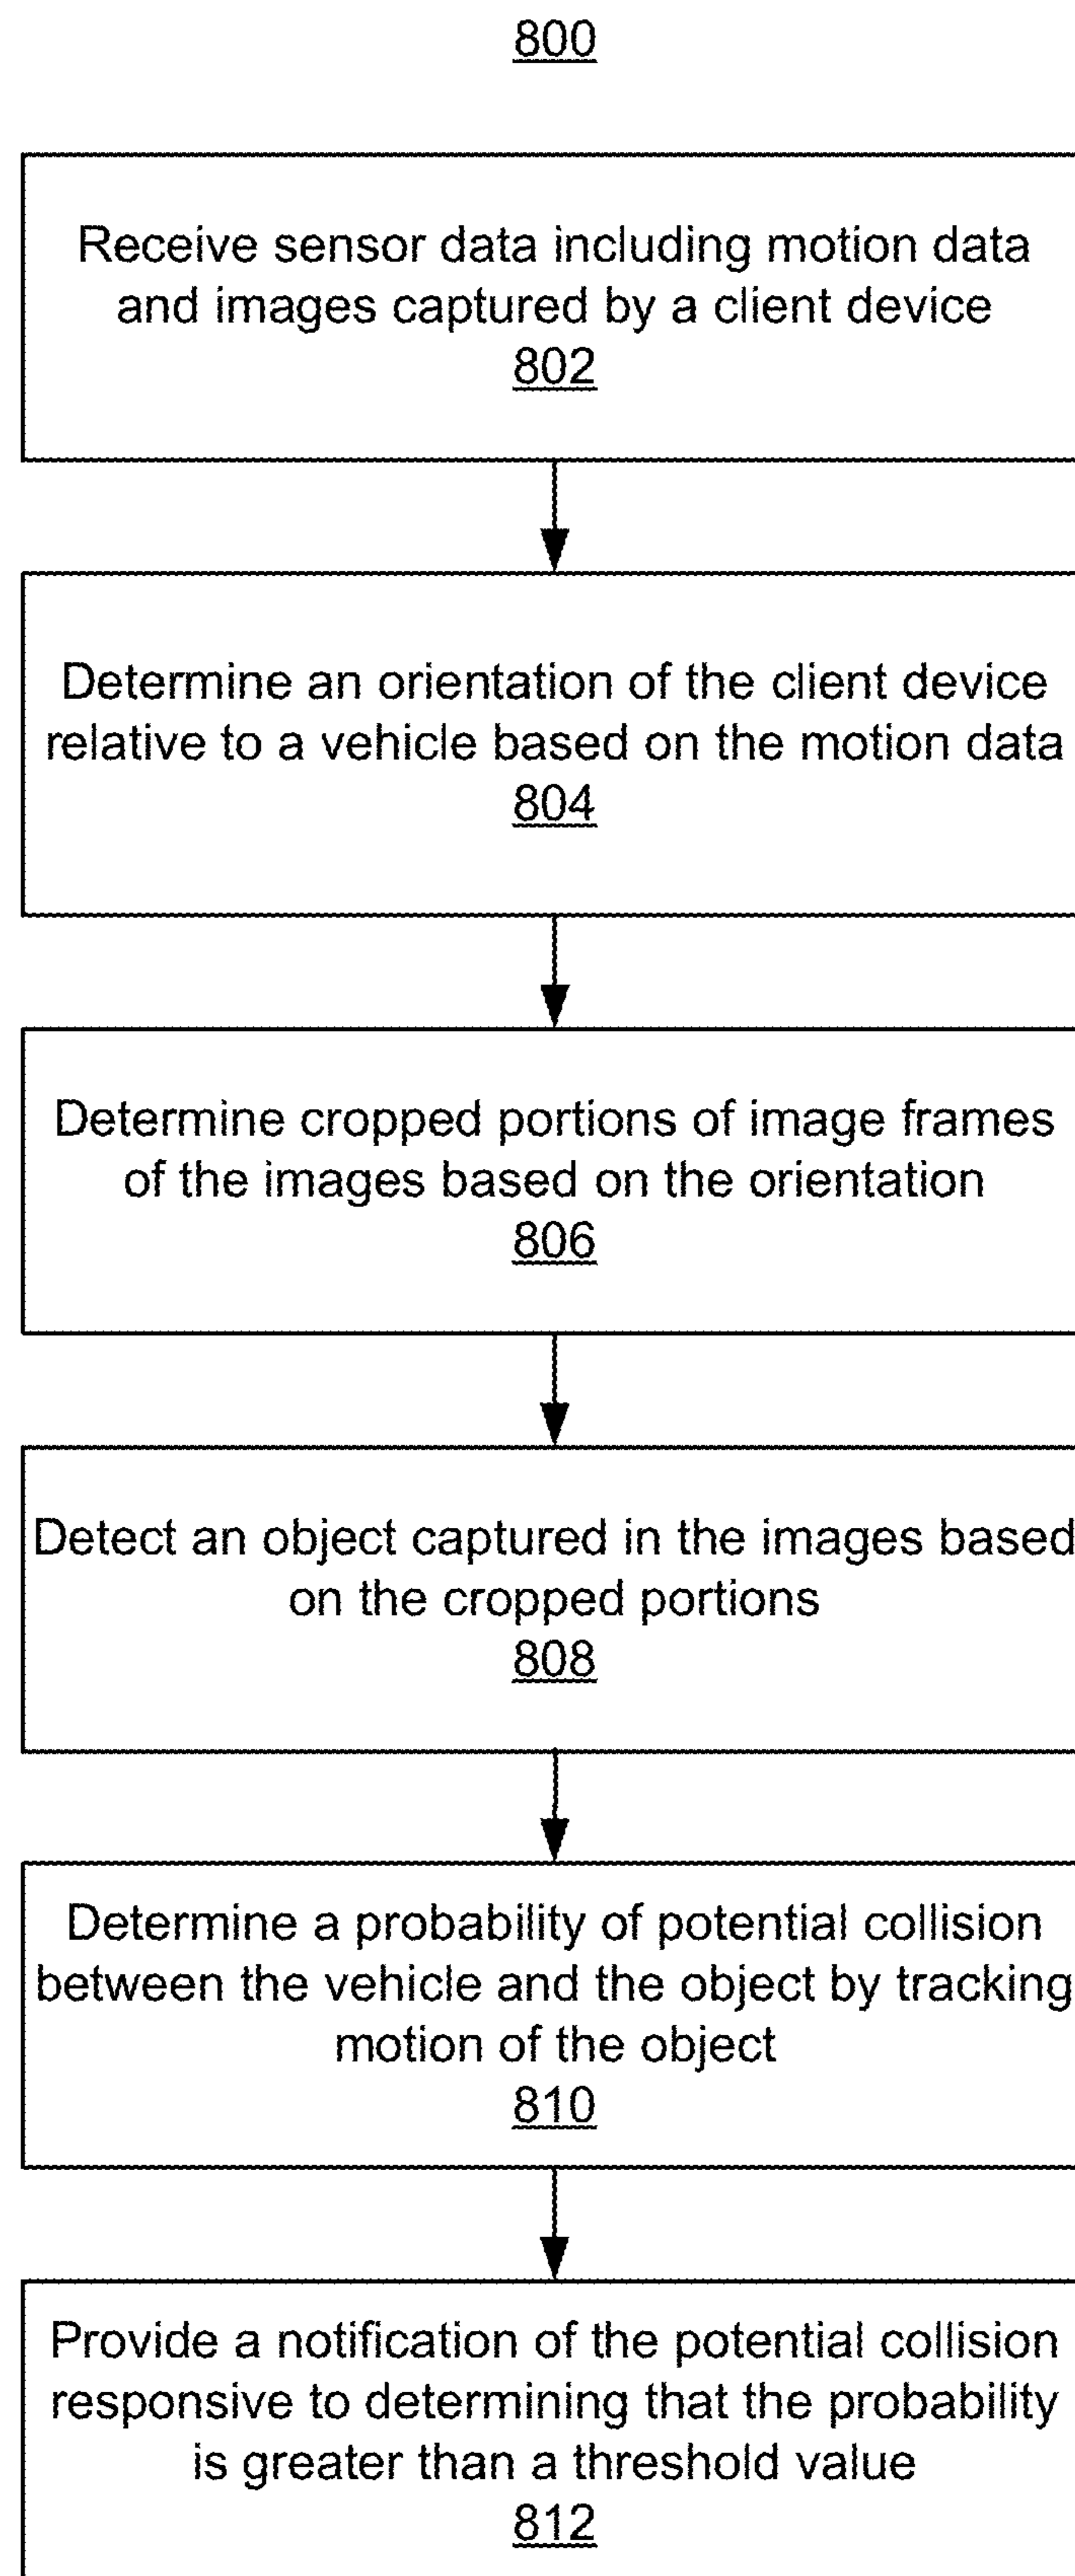 800
Receive sensor data including motion data
and images captured by a client device
802
Determine an orientation of the client device
relative to a vehicle based on the motion data
804
Determine cropped portions of image frames
of the images based on the orientation
806
Detect an object captured in the images based
on the cropped portions
808
Determine a probability of potential collision
between the vehicle and the object by tracking
motion of the object
810
Provide a notification of the potential collision
responsive to determining that the probability
is greater than a threshold value
812